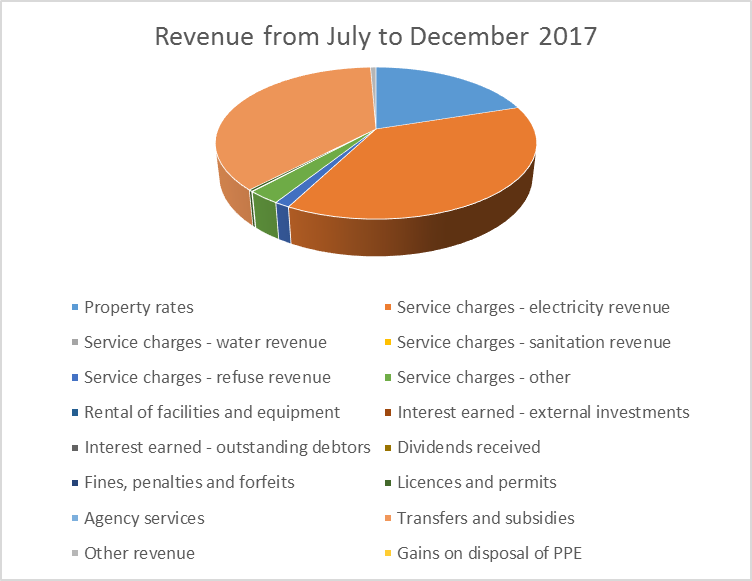 Revenue from July to December 2017
Property rates
Service charges - electricity revenue
Service charges - water revenue
Service charges - sanitation revenue
Service charges - refuse revenue
Service charges - other
Rental of facilities and equipment
Interest earned - external investments
Interest earned - outstanding debtors
Dividends received
Fines, penalties and forfeits
Licences and permits
Agency services
Transfers and subsidies
Other revenue
Gains on disposal of PPE